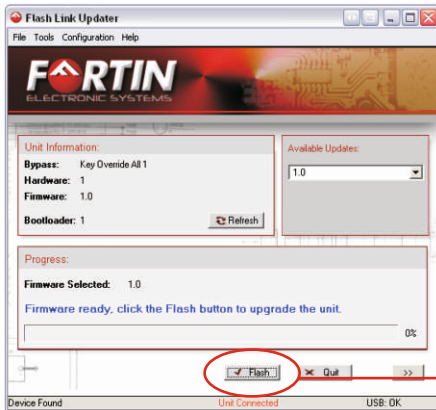 Flash Link Updater
File Tools Configuration Help
FORTIN
ELECTRONIC SYSTEMS
Unit Information:
Bypass: Key Override All 1
Hardware: 1
Firmware: 1.0
Bootloader: 1
Refresh
Available Updates:
1.0
Progress:
Firmware Selected: 1.0
Firmware ready, click the Flash button to upgrade the unit.
0%
Flash
Quit
>>
Device Found Unit Connected USB: OK